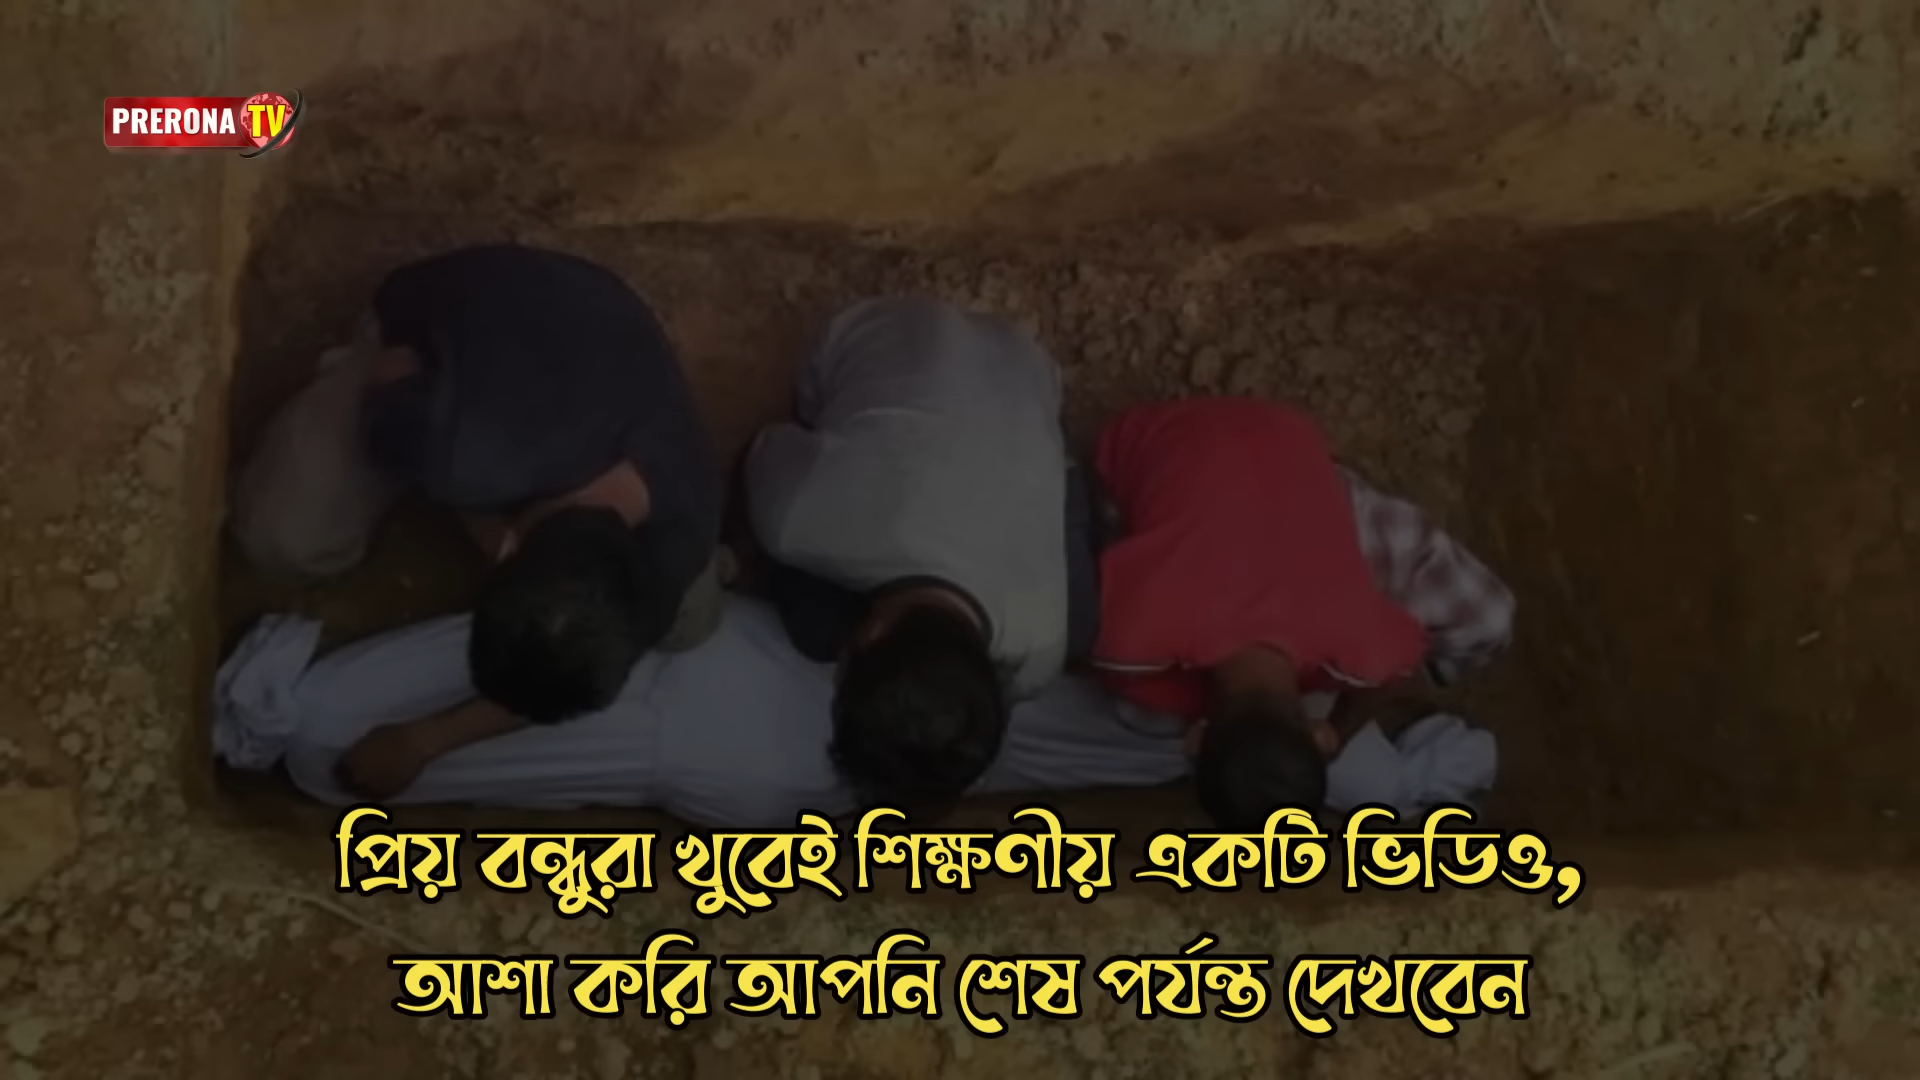 PRERONA TV
প্রিয় বন্ধুরা খুবেই শিক্ষণীয় একটি ভিডিও,
আশা করি আপনি শেষ পর্যন্ত দেখবেন